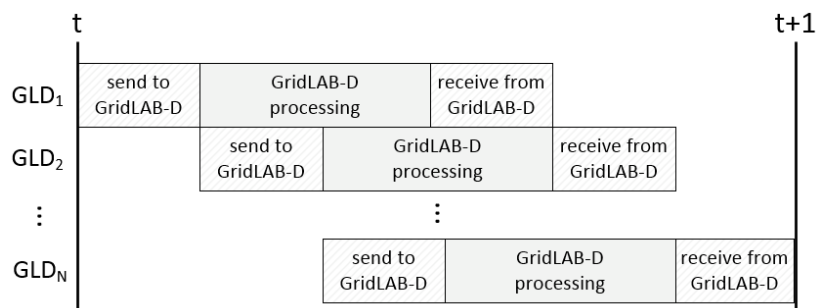 t t+1
GLD1 send to GridLAB-D GridLAB-D processing receive from GridLAB-D
GLD2 send to GridLAB-D GridLAB-D processing receive from GridLAB-D
⋮ ⋮
GLDN send to GridLAB-D GridLAB-D processing receive from GridLAB-D